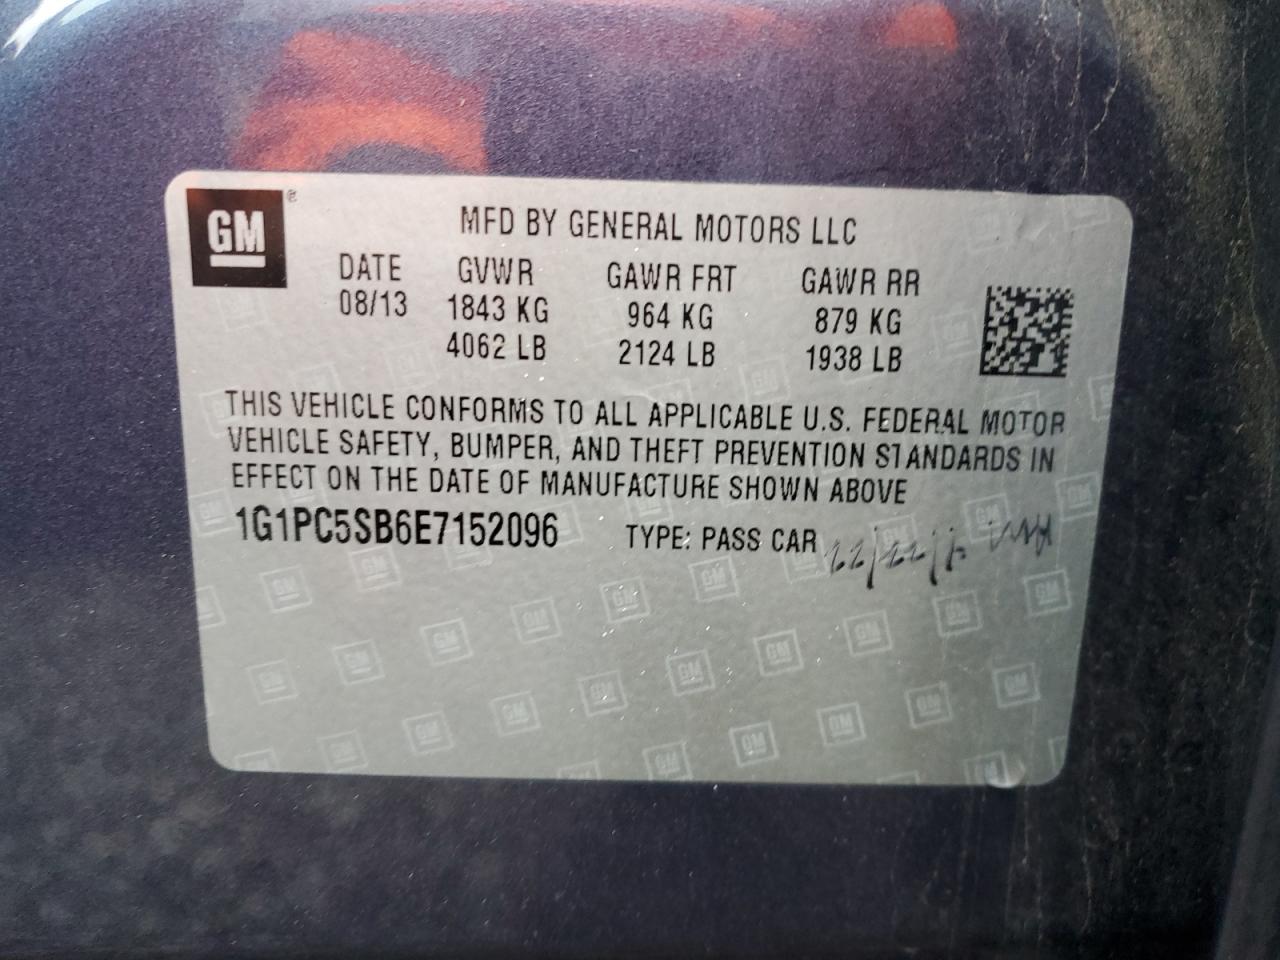 GM ®
MFD BY GENERAL MOTORS LLC
DATE GVWR GAWR FRT GAWR RR
08/13 1843 KG 964 KG 879 KG
4062 LB 2124 LB 1938 LB
THIS VEHICLE CONFORMS TO ALL APPLICABLE U.S. FEDERAL MOTOR
VEHICLE SAFETY, BUMPER, AND THEFT PREVENTION STANDARDS IN
EFFECT ON THE DATE OF MANUFACTURE SHOWN ABOVE
1G1PC5SB6E7152096 TYPE: PASS CAR